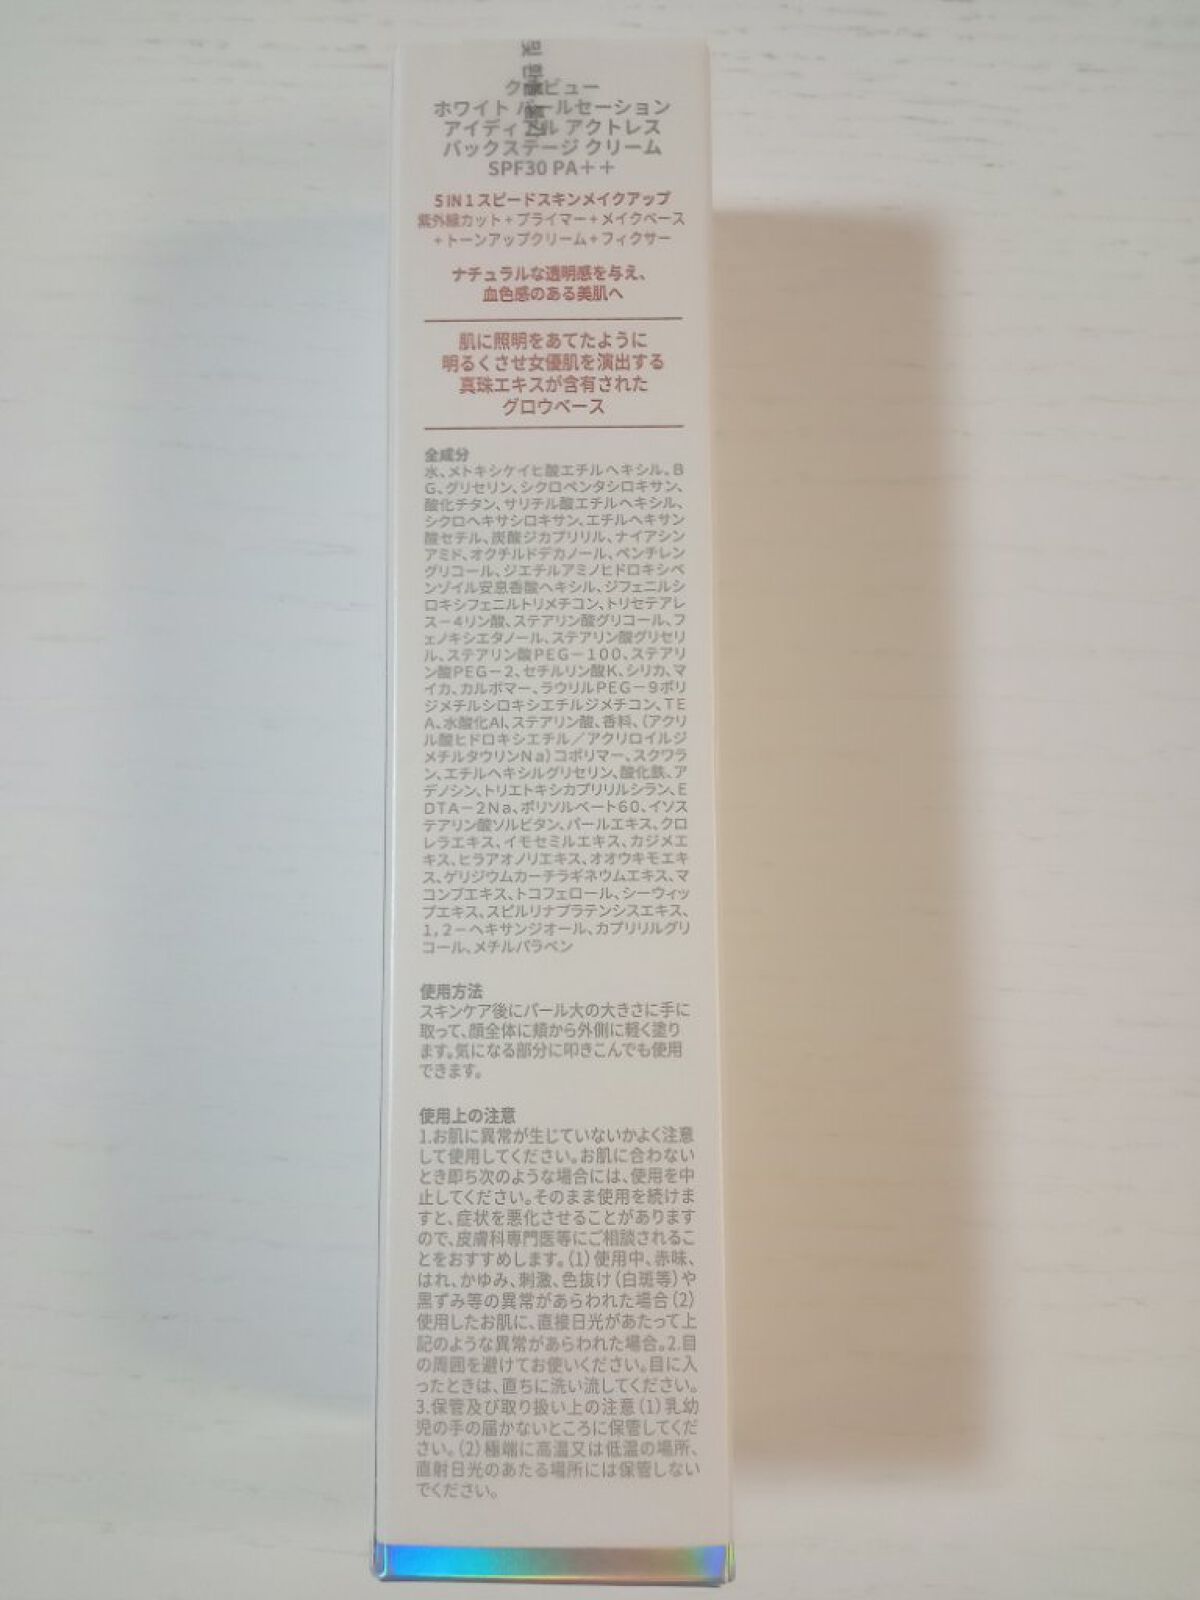 ホワイト パールセーション
アイディアル アクトレス
バックステージ クリーム
SPF30 PA＋＋
5 IN 1 スピードスキンメイクアップ
紫外線カット＋プライマー＋メイクベース
＋トーンアップクリーム＋フィクサー
ナチュラルな透明感を与え、
血色感のある美肌へ
肌に照明をあてたように
明るくさせ女優肌を演出する
真珠エキスが含有された
グロウベース
全成分
水、メトキシケイヒ酸エチルヘキシル、B
G、グリセリン、シクロペンタシロキサン、
酸化チタン、サリチル酸エチルヘキシル、
シクロヘキサシロキサン、エチルヘキサン
酸セチル、炭酸ジカプリリル、ナイアシン
アミド、オクチルドデカノール、ペンチレン
グリコール、ジエチルアミノヒドロキシベ
ンゾイル安息香酸ヘキシル、ジフェニルシ
ロキシフェニルトリメチコン、トリセテアレ
ス－4リン酸、ステアリン酸グリコール、フ
ェノキシエタノール、ステアリン酸グリセリ
ル、ステアリン酸PEG－100、ステアリ
ン酸PEG－2、セチルリン酸K、シリカ、マ
イカ、カルボマー、ラウリルPEG－9ポリ
ジメチルシロキシエチルジメチコン、TE
A、水酸化Al、ステアリン酸、香料、（アクリ
ル酸ヒドロキシエチル／アクリロイルジ
メチルタウリンNa）コポリマー、スクワラ
ン、エチルヘキシルグリセリン、酸化鉄、ア
デノシン、トリエトキシカプリリルシラン、E
DTA－2Na、ポリソルベート60、イソス
テアリン酸ソルビタン、パールエキス、クロ
レラエキス、イモセミルエキス、カジメエ
キス、ヒラアオノリエキス、オオウキモエキ
ス、ゲリジウムカーチラギネウムエキス、マ
コンブエキス、トコフェロール、シーウィッ
プエキス、スピルリナプラテンシスエキス、
1，2－ヘキサンジオール、カプリリルグリ
コール、メチルパラベン
使用方法
スキンケア後にパール大の大きさに手に
取って、顔全体に頬から外側に軽く塗り
ます。気になる部分に叩きこんでも使用
できます。
使用上の注意
1.お肌に異常が生じていないかよく注意
して使用してください。お肌に合わない
とき即ち次のような場合には、使用を中
止してください。そのまま使用を続けま
すと、症状を悪化させることがあります
ので、皮膚科専門医等にご相談されるこ
とをおすすめします。（1）使用中、赤味、
はれ、かゆみ、刺激、色抜け（白斑等）や
黒ずみ等の異常があらわれた場合（2）
使用したお肌に、直接日光があたって上
記のような異常があらわれた場合。2.目
の周囲を避けてお使いください。目に入
ったときは、直ちに洗い流してください。
3.保管及び取り扱い上の注意（1）乳幼
児の手の届かないところに保管してくだ
さい。（2）極端に高温又は低温の場所、
直射日光のあたる場所には保管しない
でください。